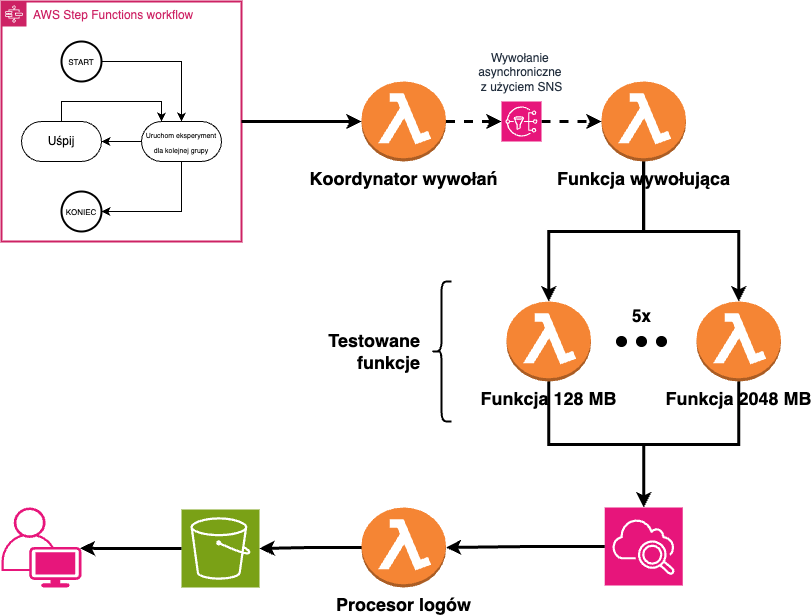 AWS Step Functions workflow
START
Uśpij
Uruchom eksperyment
dla kolejnej grupy
KONIEC
Wywołanie
asynchroniczne
z użyciem SNS
Koordynator wywołań
Funkcja wywołująca
Testowane
funkcje
5x
Funkcja 128 MB
Funkcja 2048 MB
Procesor logów